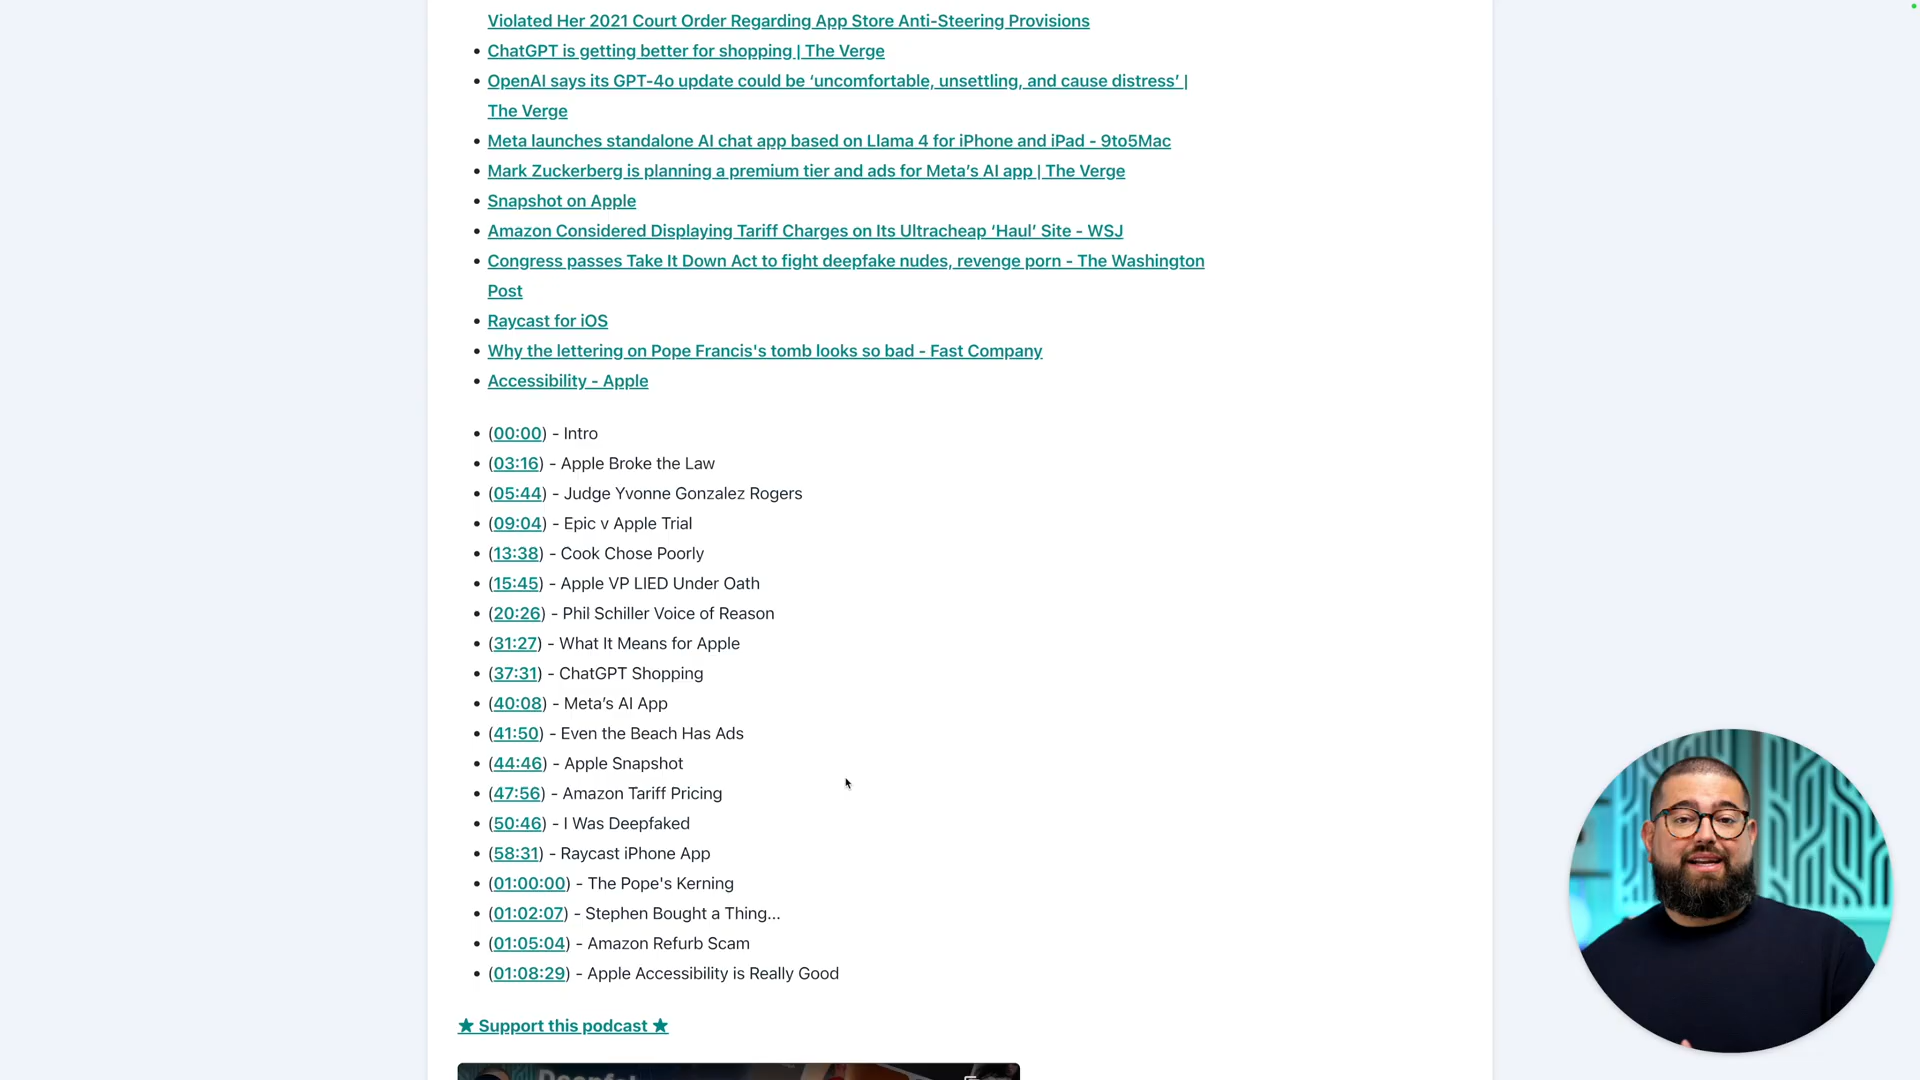 Violated Her 2021 Court Order Regarding App Store Anti-Steering Provisions
• ChatGPT is getting better for shopping | The Verge
• OpenAI says its GPT-4o update could be ‘uncomfortable, unsettling, and cause distress’ |
The Verge
• Meta launches standalone AI chat app based on Llama 4 for iPhone and iPad - 9to5Mac
• Mark Zuckerberg is planning a premium tier and ads for Meta’s AI app | The Verge
• Snapshot on Apple
• Amazon Considered Displaying Tariff Charges on Its Ultracheap ‘Haul’ Site - WSJ
• Congress passes Take It Down Act to fight deepfake nudes, revenge porn - The Washington
Post
• Raycast for iOS
• Why the lettering on Pope Francis's tomb looks so bad - Fast Company
• Accessibility - Apple
• (00:00) - Intro
• (03:16) - Apple Broke the Law
• (05:44) - Judge Yvonne Gonzalez Rogers
• (09:04) - Epic v Apple Trial
• (13:38) - Cook Chose Poorly
• (15:45) - Apple VP LIED Under Oath
• (20:26) - Phil Schiller Voice of Reason
• (31:27) - What It Means for Apple
• (37:31) - ChatGPT Shopping
• (40:08) - Meta’s AI App
• (41:50) - Even the Beach Has Ads
• (44:46) - Apple Snapshot
• (47:56) - Amazon Tariff Pricing
• (50:46) - I Was Deepfaked
• (58:31) - Raycast iPhone App
• (01:00:00) - The Pope's Kerning
• (01:02:07) - Stephen Bought a Thing...
• (01:05:04) - Amazon Refurb Scam
• (01:08:29) - Apple Accessibility is Really Good
★ Support this podcast ★